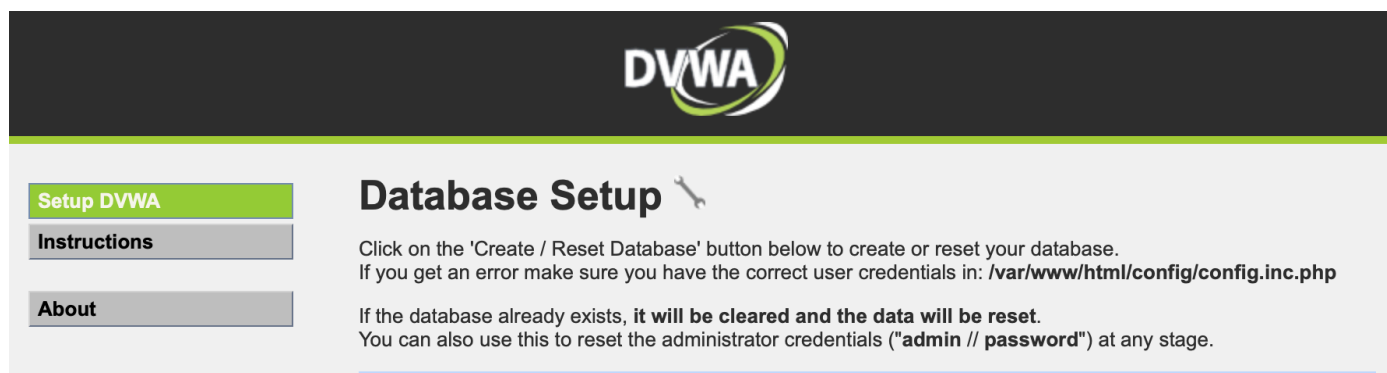 DVWA
Setup DVWA
Instructions
About
Database Setup
Click on the 'Create / Reset Database' button below to create or reset your database.
If you get an error make sure you have the correct user credentials in: /var/www/html/config/config.inc.php
If the database already exists, it will be cleared and the data will be reset.
You can also use this to reset the administrator credentials ("admin // password") at any stage.